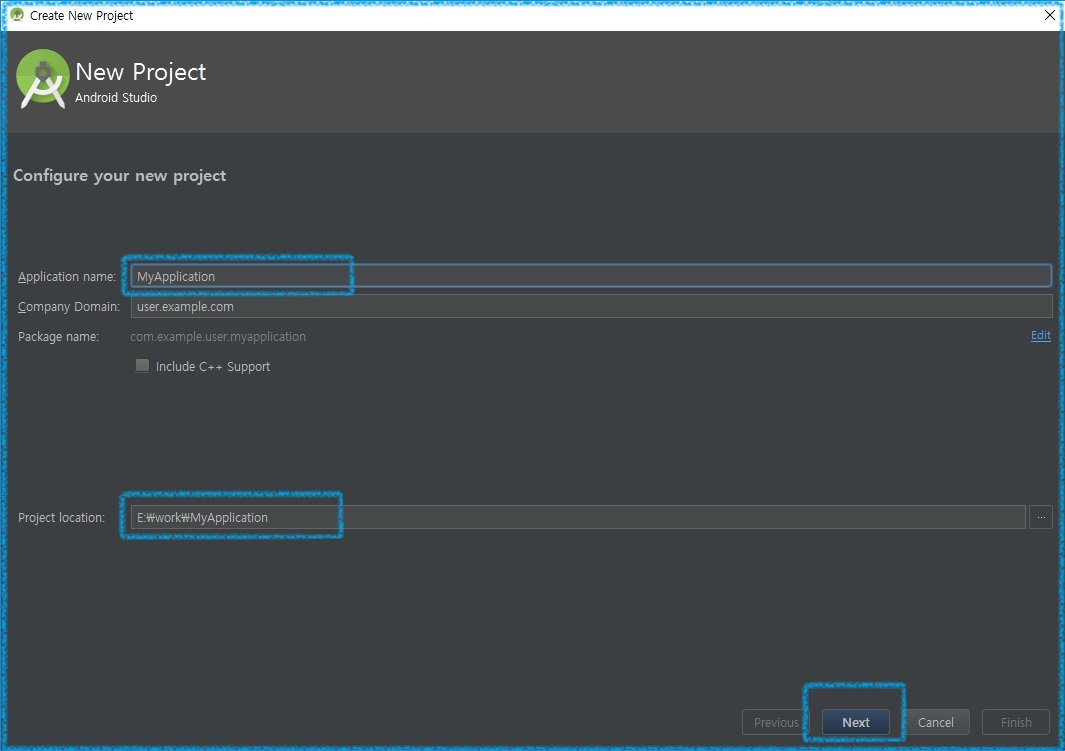 Create New Project
New Project
Android Studio
Configure your new project
Application name: MyApplication
Company Domain: user.example.com
Package name: com.example.user.myapplication Edit
Include C++ Support
Project location: E:₩work₩MyApplication ...
Previous Next Cancel Finish